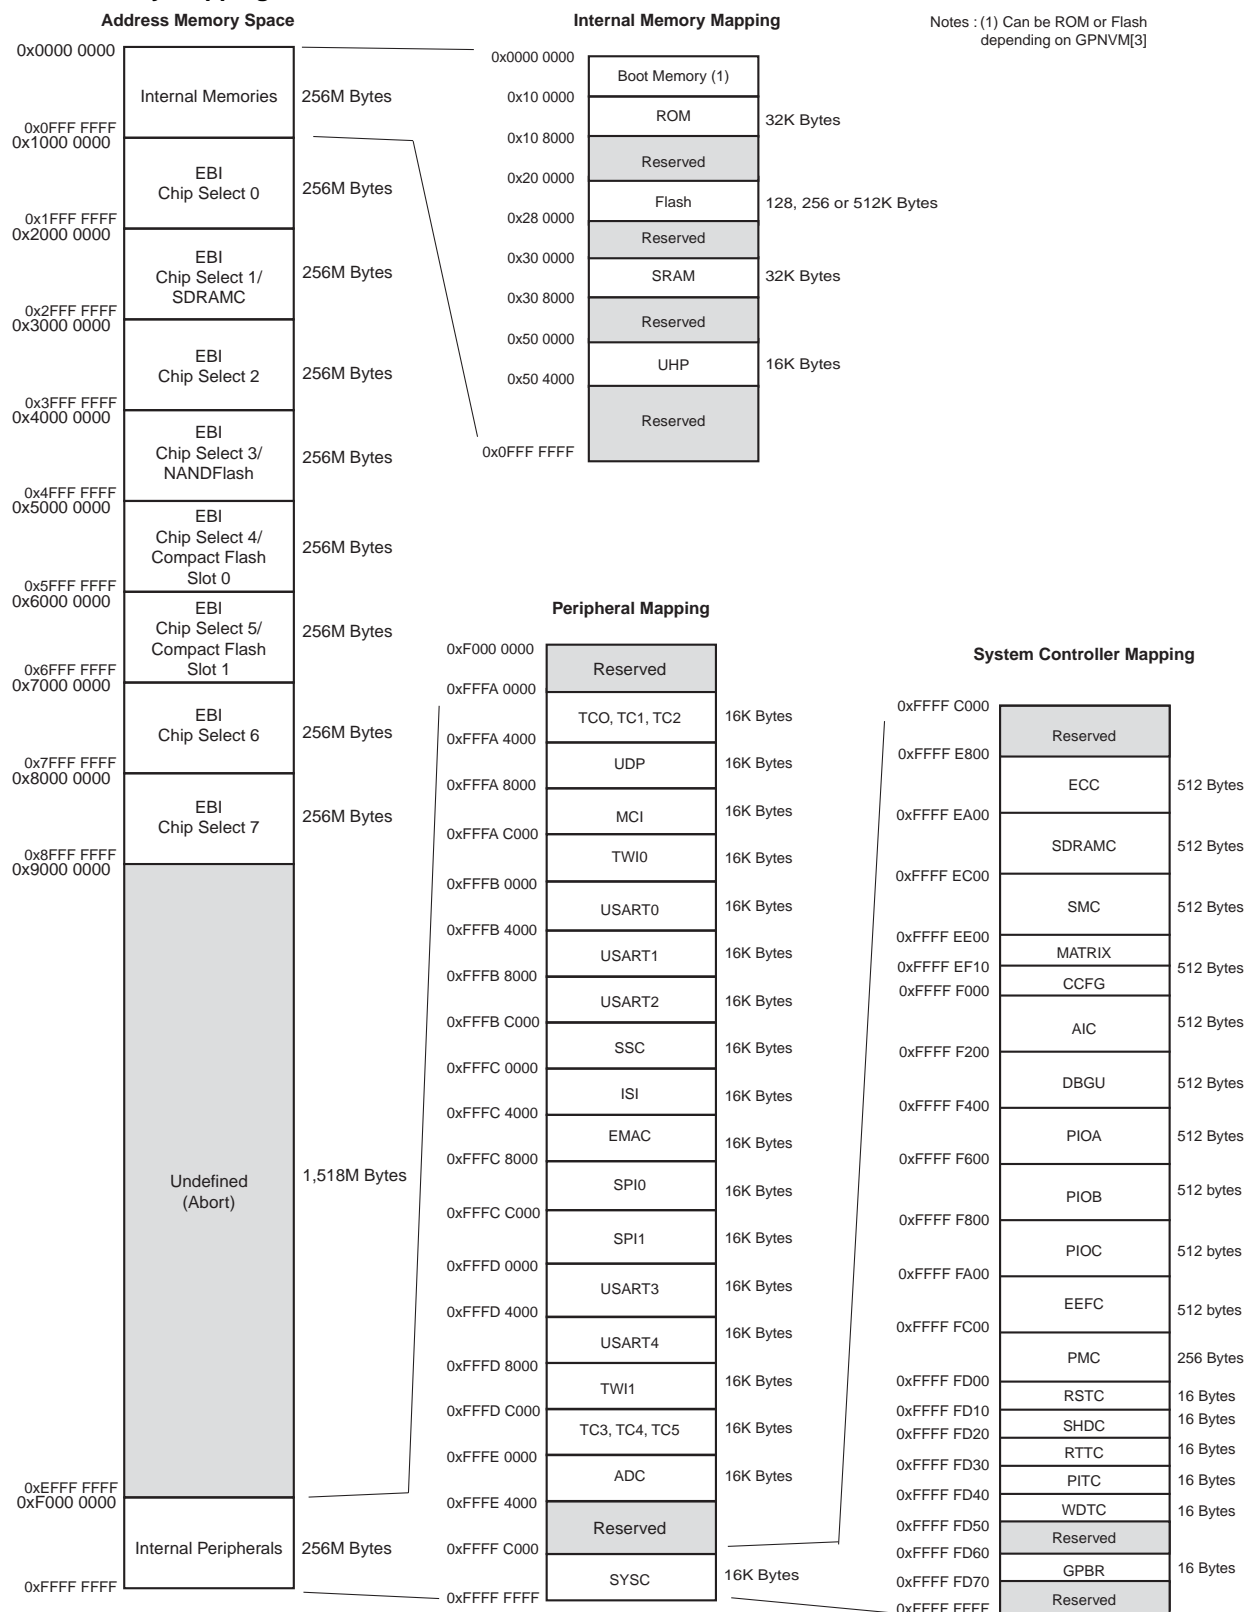 Address Memory Space
0x0000 0000
Internal Memories
256M Bytes
0x0FFF FFFF
0x1000 0000
EBI
Chip Select 0
256M Bytes
0x1FFF FFFF
0x2000 0000
EBI
Chip Select 1/
SDRAMC
256M Bytes
0x2FFF FFFF
0x3000 0000
EBI
Chip Select 2
256M Bytes
0x3FFF FFFF
0x4000 0000
EBI
Chip Select 3/
NANDFlash
256M Bytes
0x4FFF FFFF
0x5000 0000
EBI
Chip Select 4/
Compact Flash
Slot 0
256M Bytes
0x5FFF FFFF
0x6000 0000
EBI
Chip Select 5/
Compact Flash
Slot 1
256M Bytes
0x6FFF FFFF
0x7000 0000
EBI
Chip Select 6
256M Bytes
0x7FFF FFFF
0x8000 0000
EBI
Chip Select 7
256M Bytes
0x8FFF FFFF
0x9000 0000
Undefined
(Abort)
1,518M Bytes
0xEFFF FFFF
0xF000 0000
Internal Peripherals
256M Bytes
0xFFFF FFFF
Internal Memory Mapping
0x0000 0000
Boot Memory (1)
0x10 0000
ROM
32K Bytes
0x10 8000
Reserved
0x20 0000
Flash
128, 256 or 512K Bytes
0x28 0000
Reserved
0x30 0000
SRAM
32K Bytes
0x30 8000
Reserved
0x50 0000
UHP
16K Bytes
0x50 4000
Reserved
0x0FFF FFFF
Notes : (1) Can be ROM or Flash
depending on GPNVM[3]
Peripheral Mapping
0xF000 0000
Reserved
0xFFFA 0000
TCO, TC1, TC2
16K Bytes
0xFFFA 4000
UDP
16K Bytes
0xFFFA 8000
MCI
16K Bytes
0xFFFA C000
TWI0
16K Bytes
0xFFFB 0000
USART0
16K Bytes
0xFFFB 4000
USART1
16K Bytes
0xFFFB 8000
USART2
16K Bytes
0xFFFB C000
SSC
16K Bytes
0xFFFC 0000
ISI
16K Bytes
0xFFFC 4000
EMAC
16K Bytes
0xFFFC 8000
SPI0
16K Bytes
0xFFFC C000
SPI1
16K Bytes
0xFFFD 0000
USART3
16K Bytes
0xFFFD 4000
USART4
16K Bytes
0xFFFD 8000
TWI1
16K Bytes
0xFFFD C000
TC3, TC4, TC5
16K Bytes
0xFFFE 0000
ADC
16K Bytes
0xFFFE 4000
Reserved
0xFFFF C000
SYSC
16K Bytes
0xFFFF FFFF
System Controller Mapping
0xFFFF C000
Reserved
0xFFFF E800
ECC
512 Bytes
0xFFFF EA00
SDRAMC
512 Bytes
0xFFFF EC00
SMC
512 Bytes
0xFFFF EE00
MATRIX
0xFFFF EF10
512 Bytes
CCFG
0xFFFF F000
AIC
512 Bytes
0xFFFF F200
DBGU
512 Bytes
0xFFFF F400
PIOA
512 Bytes
0xFFFF F600
PIOB
512 bytes
0xFFFF F800
PIOC
512 bytes
0xFFFF FA00
EEFC
512 bytes
0xFFFF FC00
PMC
256 Bytes
0xFFFF FD00
RSTC
16 Bytes
0xFFFF FD10
SHDC
16 Bytes
0xFFFF FD20
RTTC
16 Bytes
0xFFFF FD30
PITC
16 Bytes
0xFFFF FD40
WDTC
16 Bytes
0xFFFF FD50
Reserved
0xFFFF FD60
GPBR
16 Bytes
0xFFFF FD70
Reserved
0xFFFF FFFF